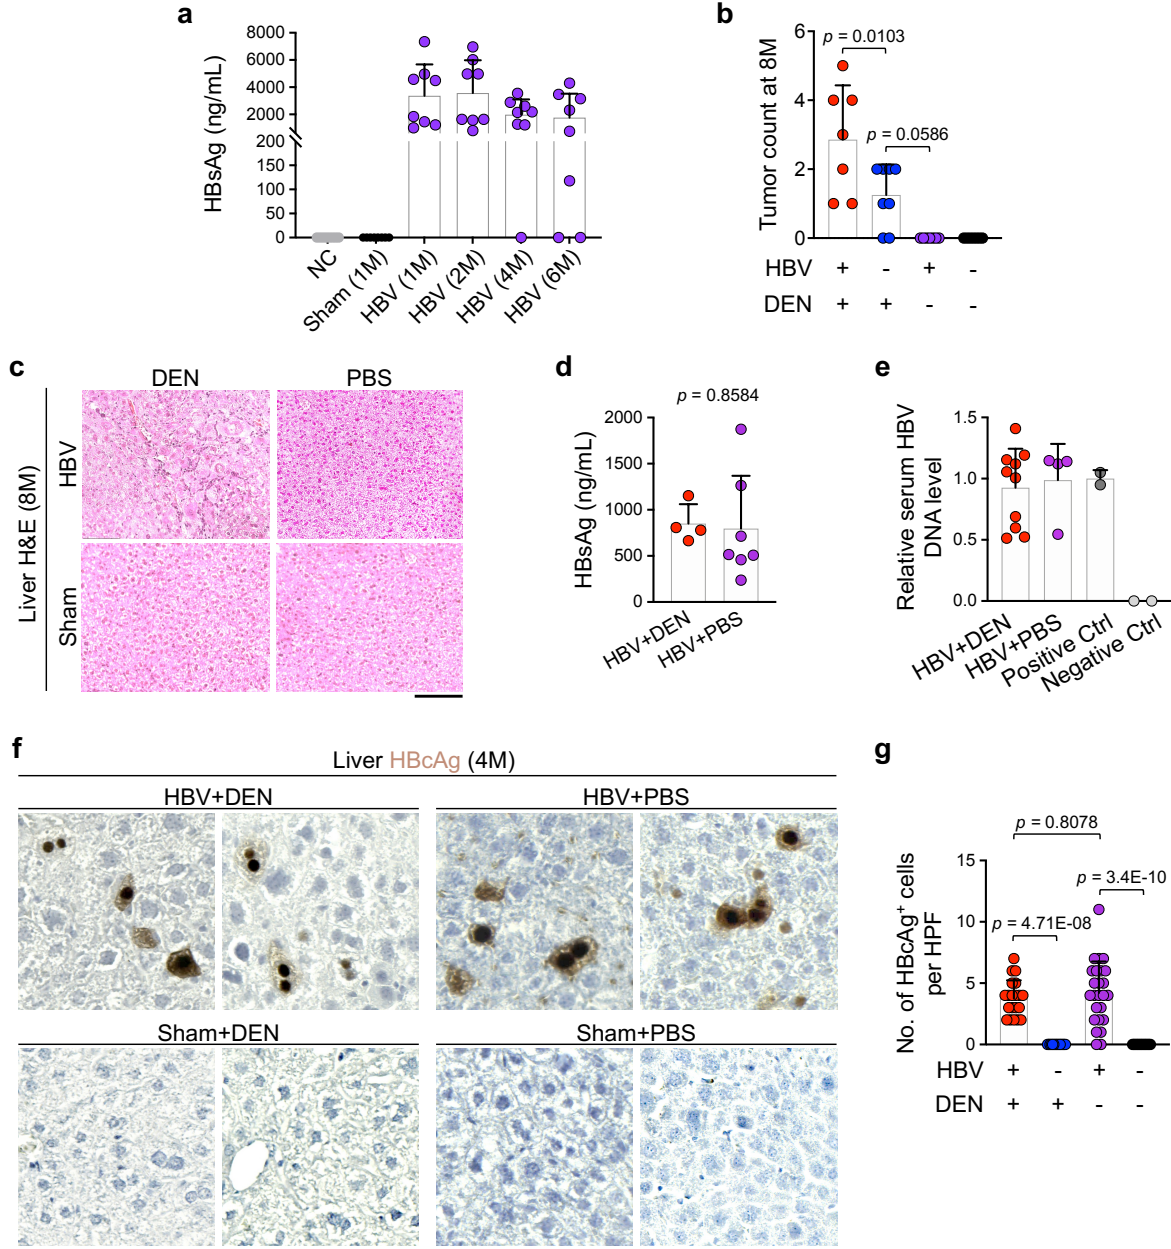 a
HBsAg (ng/mL)
8000
6000
4000
2000
200
150
100
50
0
NC
Sham (1M)
HBV (1M)
HBV (2M)
HBV (4M)
HBV (6M)
b
Tumor count at 8M
6
4
2
0
p = 0.0103
p = 0.0586
HBV + - + -
DEN + + - -
c
DEN PBS
Liver H&E (8M)
HBV
Sham
d
p = 0.8584
HBsAg (ng/mL)
2000
1500
1000
500
0
HBV+DEN
HBV+PBS
e
Relative serum HBV
DNA level
1.5
1.0
0.5
0.0
HBV+DEN
HBV+PBS
Positive Ctrl
Negative Ctrl
f
Liver HBcAg (4M)
HBV+DEN HBV+PBS
Sham+DEN Sham+PBS
g
p = 0.8078
p = 3.4E-10
p = 4.71E-08
No. of HBcAg⁺ cells
per HPF
15
10
5
0
HBV + - + -
DEN + + - -